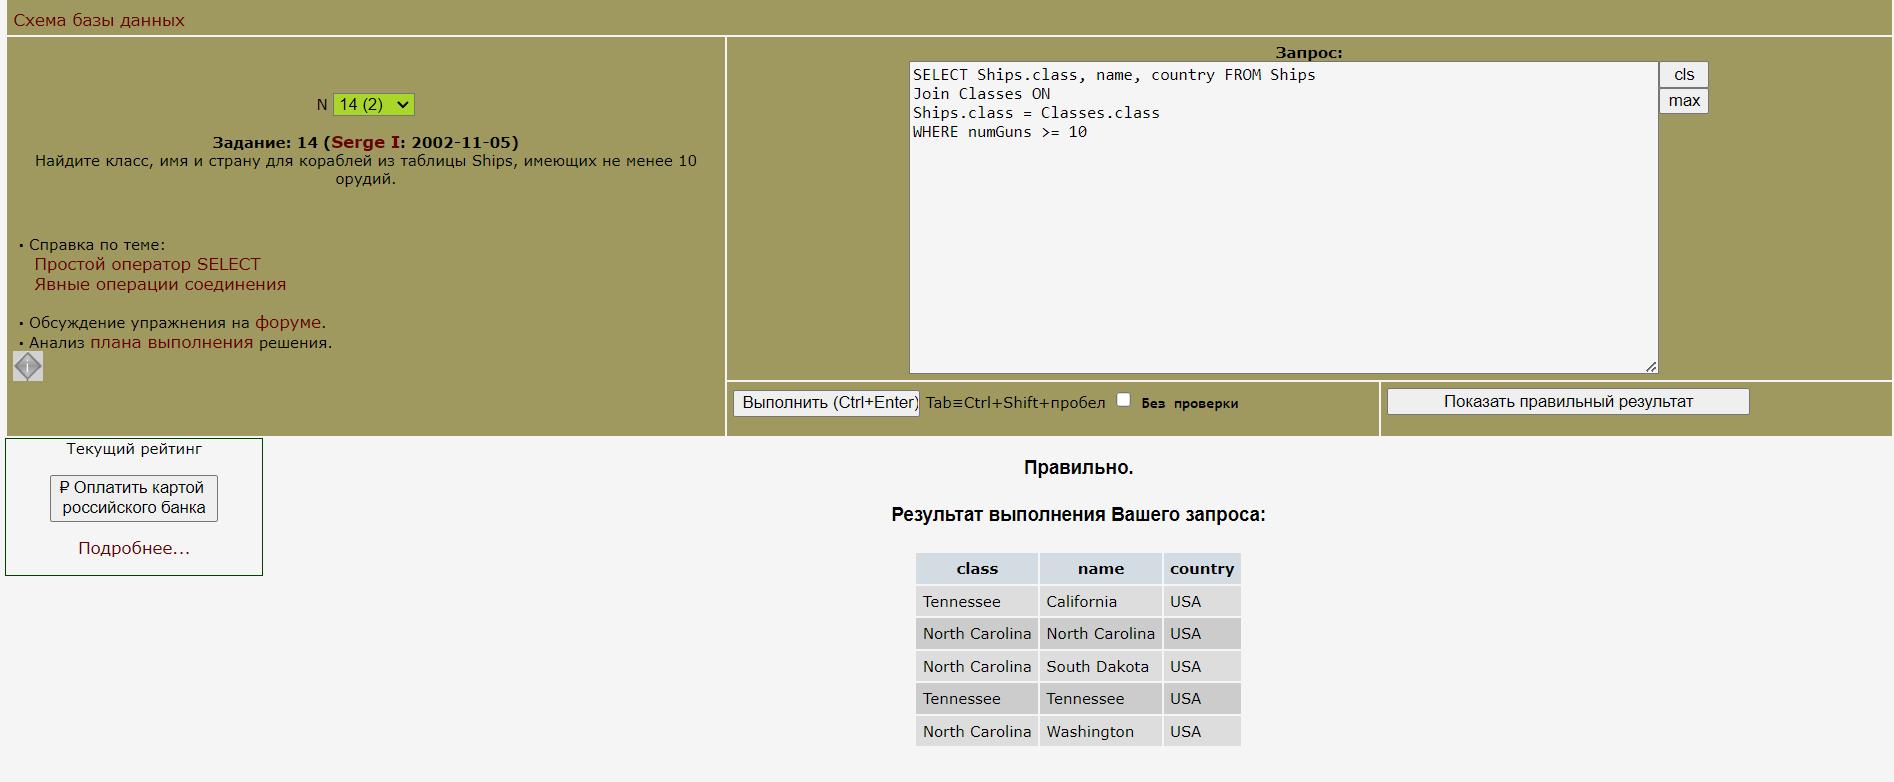 Схема базы данных
N 14 (2)
Задание: 14 (Serge I: 2002-11-05)
Найдите класс, имя и страну для кораблей из таблицы Ships, имеющих не менее 10
орудий.
• Справка по теме:
Простой оператор SELECT
Явные операции соединения
• Обсуждение упражнения на форуме.
• Анализ плана выполнения решения.
Запрос:
SELECT Ships.class, name, country FROM Ships
Join Classes ON
Ships.class = Classes.class
WHERE numGuns >= 10
cls
max
Выполнить (Ctrl+Enter) Tab≡Ctrl+Shift+пробел Без проверки
Показать правильный результат
Текущий рейтинг
₽ Оплатить картой
российского банка
Подробнее...
Правильно.
Результат выполнения Вашего запроса:
class name country
Tennessee California USA
North Carolina North Carolina USA
North Carolina South Dakota USA
Tennessee Tennessee USA
North Carolina Washington USA